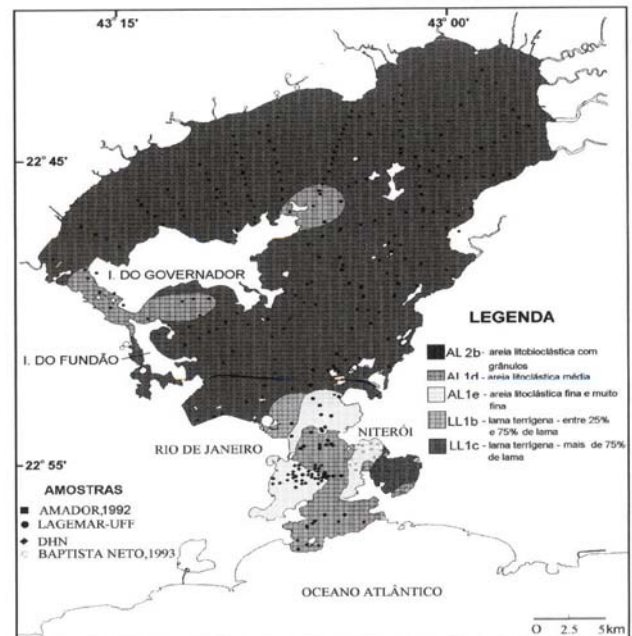 43° 15'
43° 00'
22° 45'
I. DO GOVERNADOR
I. DO FUNDÃO
LEGENDA
AL 2b - areia litobioclástica com
grânulos
AL1d - areia litoclástica média
AL1e - areia litoclástica fina e muito
fina
LL1b - lama terrígena - entre 25%
e 75% de lama
LL1c - lama terrígena - mais de 75%
de lama
RIO DE JANEIRO
NITERÓI
22° 55'
AMOSTRAS
AMADOR,1992
LAGEMAR-UFF
DHN
BAPTISTA NETO,1993
OCEANO ATLÂNTICO
O 2.5 5km